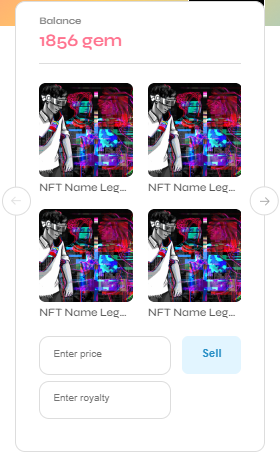 Balance
1856 gem
NFT Name Leg...
NFT Name Leg...
NFT Name Leg...
NFT Name Leg...
Enter price
Sell
Enter royalty